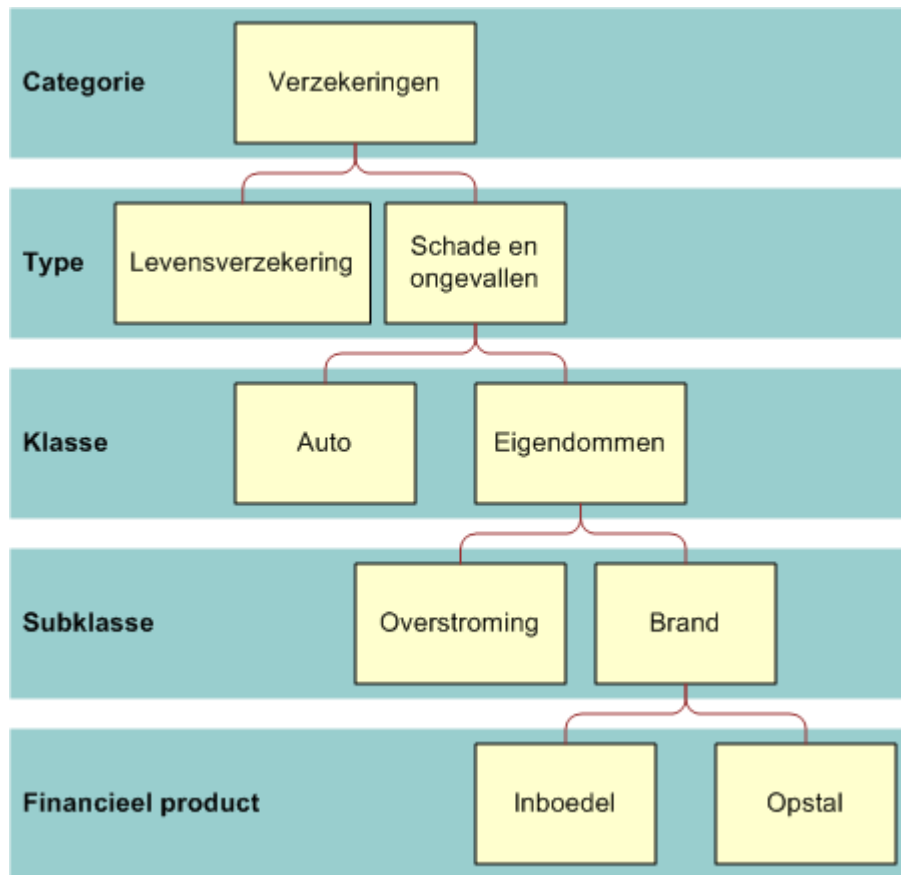 Categorie
Verzekeringen
Type
Levensverzekering
Schade en
ongevallen
Klasse
Auto
Eigendommen
Subklasse
Overstroming
Brand
Financieel product
Inboedel
Opstal